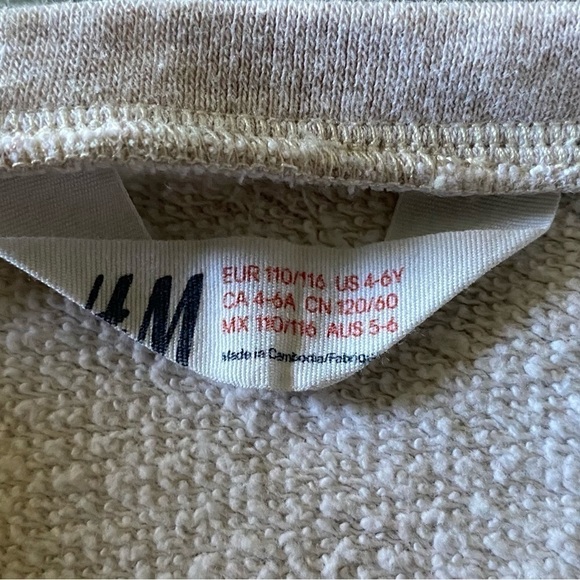 H&M
EUR 110/116 US 4-6Y
CA 4-6A CN 120/60
MX 110/116 AUS 5-6
Made in Cambodia/Fabriqué